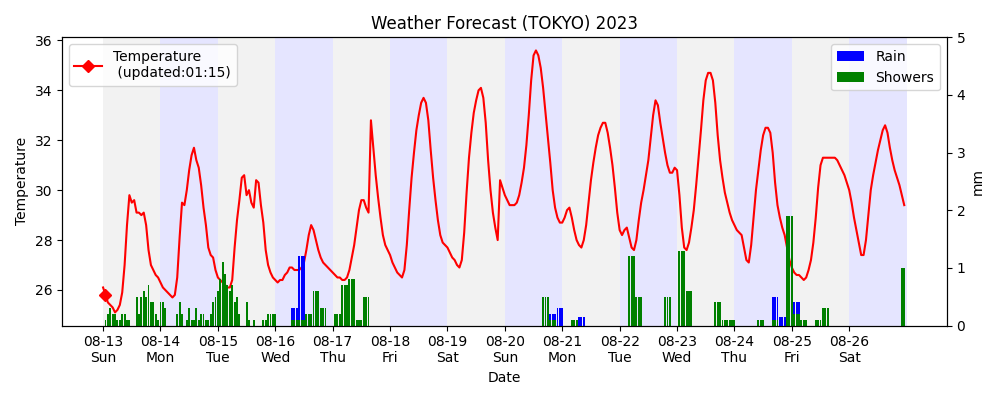 Weather Forecast (TOKYO) 2023
Temperature
(updated:01:15)
Rain
Showers
36
34
32
30
28
26
Temperature
5
4
3
2
1
0
mm
08-13 08-14 08-15 08-16 08-17 08-18 08-19 08-20 08-21 08-22 08-23 08-24 08-25 08-26
Sun Mon Tue Wed Thu Fri Sat Sun Mon Tue Wed Thu Fri Sat
Date